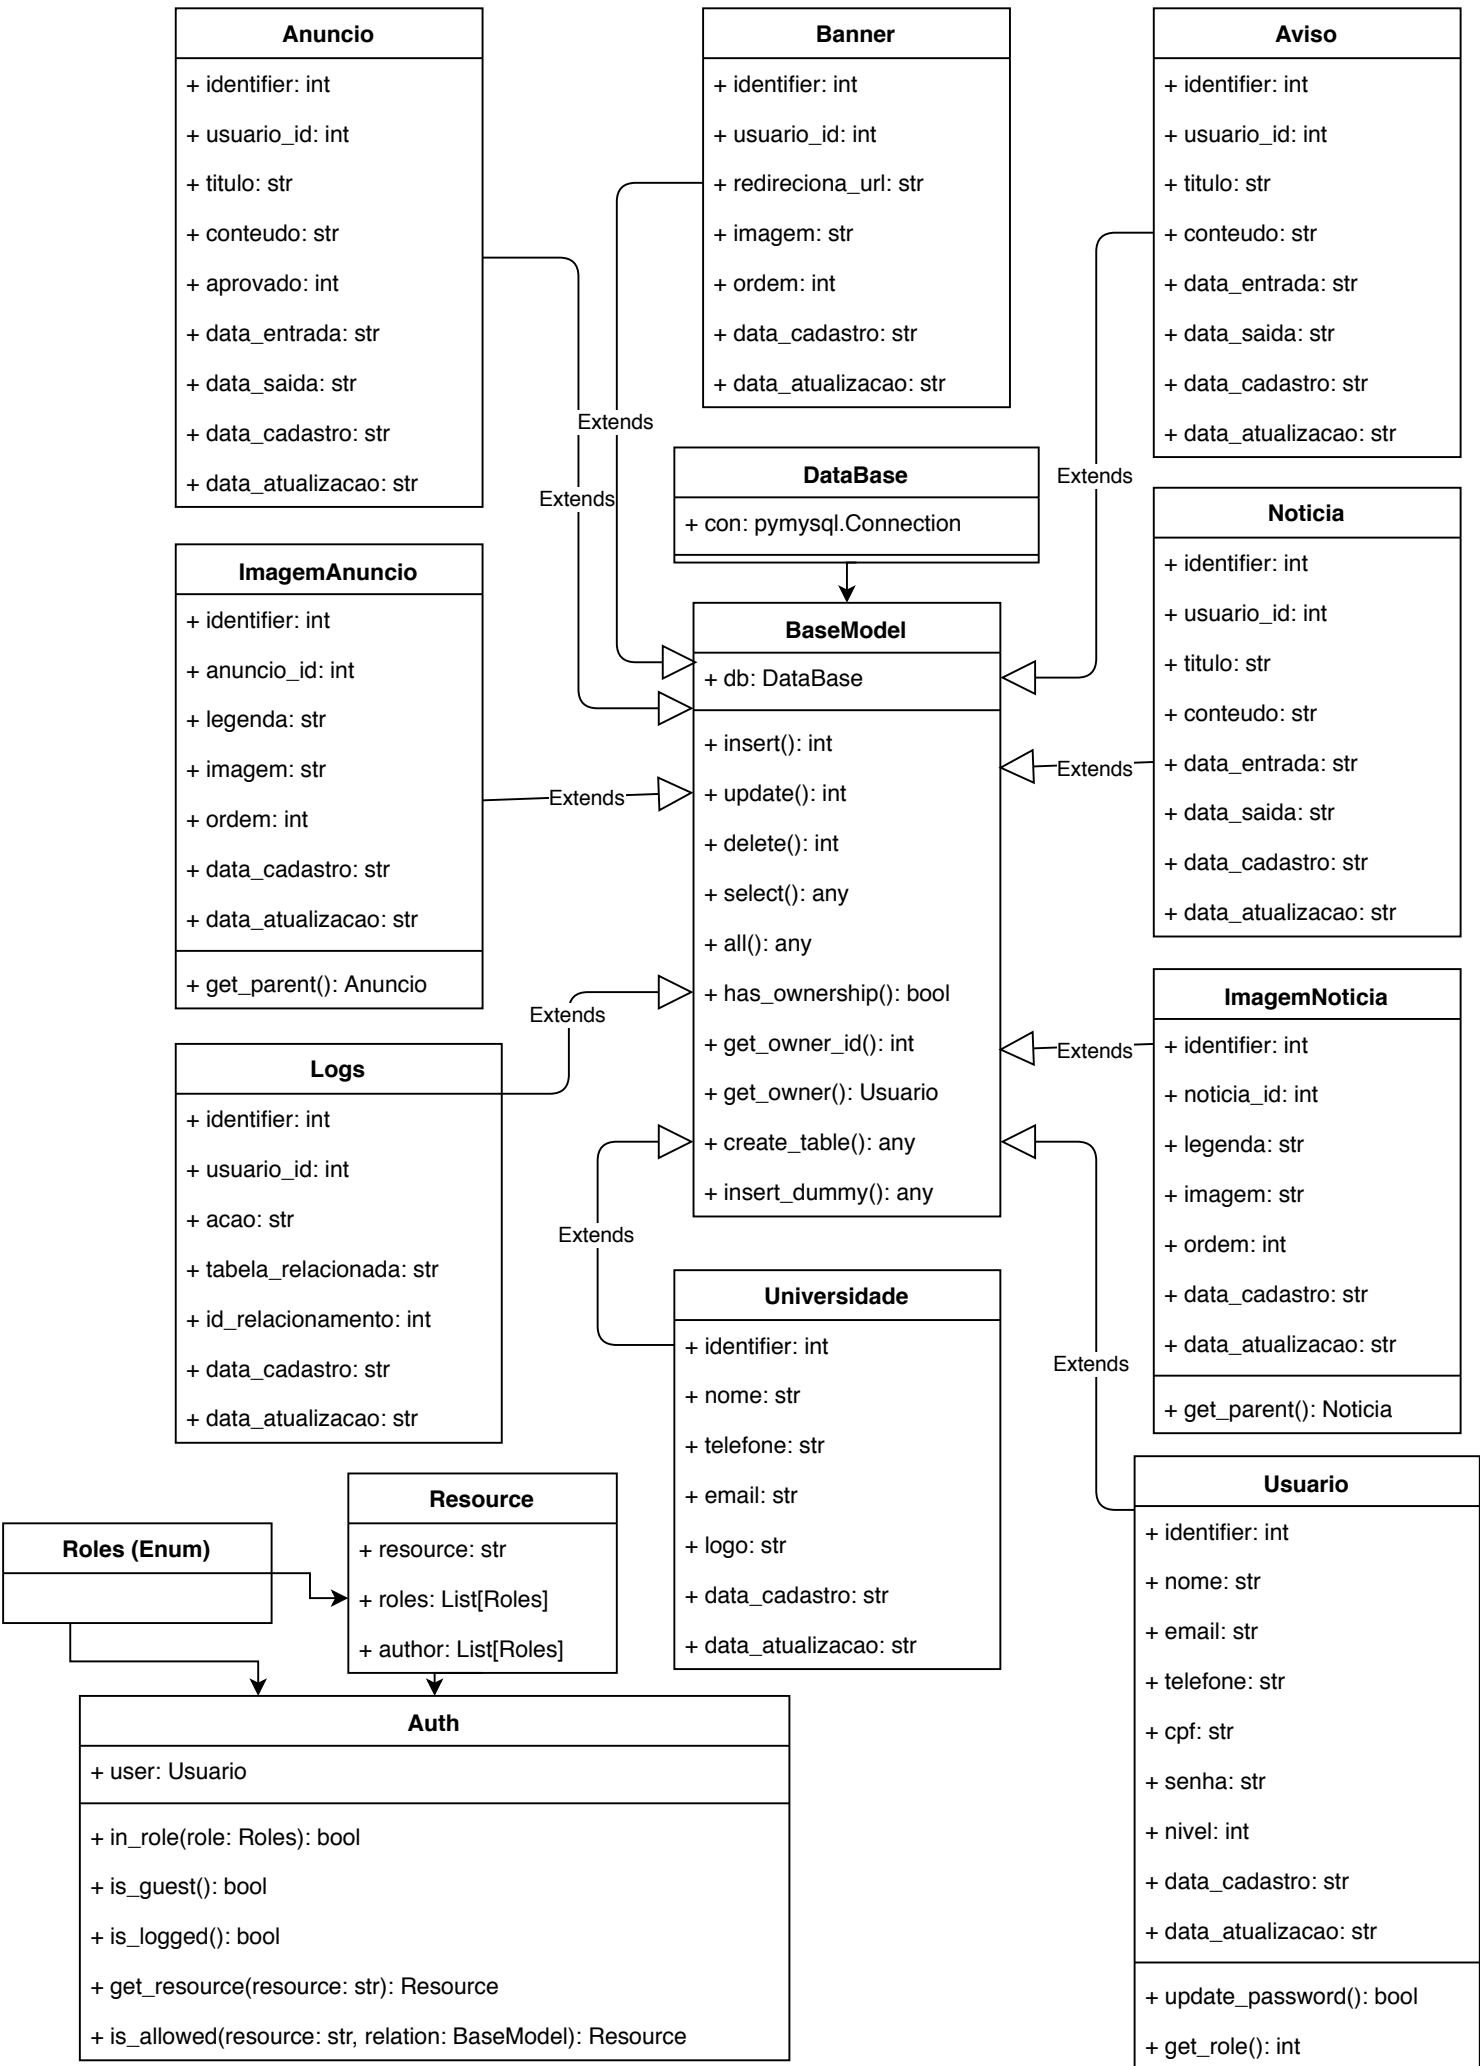 Anuncio
+ identifier: int
+ usuario_id: int
+ titulo: str
+ conteudo: str
+ aprovado: int
+ data_entrada: str
+ data_saida: str
+ data_cadastro: str
+ data_atualizacao: str
Banner
+ identifier: int
+ usuario_id: int
+ redireciona_url: str
+ imagem: str
+ ordem: int
+ data_cadastro: str
+ data_atualizacao: str
Aviso
+ identifier: int
+ usuario_id: int
+ titulo: str
+ conteudo: str
+ data_entrada: str
+ data_saida: str
+ data_cadastro: str
+ data_atualizacao: str
Extends
Extends
Extends
DataBase
+ con: pymysql.Connection
Noticia
+ identifier: int
+ usuario_id: int
+ titulo: str
+ conteudo: str
+ data_entrada: str
+ data_saida: str
+ data_cadastro: str
+ data_atualizacao: str
ImagemAnuncio
+ identifier: int
+ anuncio_id: int
+ legenda: str
+ imagem: str
+ ordem: int
+ data_cadastro: str
+ data_atualizacao: str
+ get_parent(): Anuncio
Extends
BaseModel
+ db: DataBase
+ insert(): int
+ update(): int
+ delete(): int
+ select(): any
+ all(): any
+ has_ownership(): bool
+ get_owner_id(): int
+ get_owner(): Usuario
+ create_table(): any
+ insert_dummy(): any
Extends
Extends
Extends
ImagemNoticia
+ identifier: int
+ noticia_id: int
+ legenda: str
+ imagem: str
+ ordem: int
+ data_cadastro: str
+ data_atualizacao: str
+ get_parent(): Noticia
Logs
+ identifier: int
+ usuario_id: int
+ acao: str
+ tabela_relacionada: str
+ id_relacionamento: int
+ data_cadastro: str
+ data_atualizacao: str
Extends
Universidade
+ identifier: int
+ nome: str
+ telefone: str
+ email: str
+ logo: str
+ data_cadastro: str
+ data_atualizacao: str
Extends
Usuario
+ identifier: int
+ nome: str
+ email: str
+ telefone: str
+ cpf: str
+ senha: str
+ nivel: int
+ data_cadastro: str
+ data_atualizacao: str
+ update_password(): bool
+ get_role(): int
Roles (Enum)
Resource
+ resource: str
+ roles: List[Roles]
+ author: List[Roles]
Auth
+ user: Usuario
+ in_role(role: Roles): bool
+ is_guest(): bool
+ is_logged(): bool
+ get_resource(resource: str): Resource
+ is_allowed(resource: str, relation: BaseModel): Resource